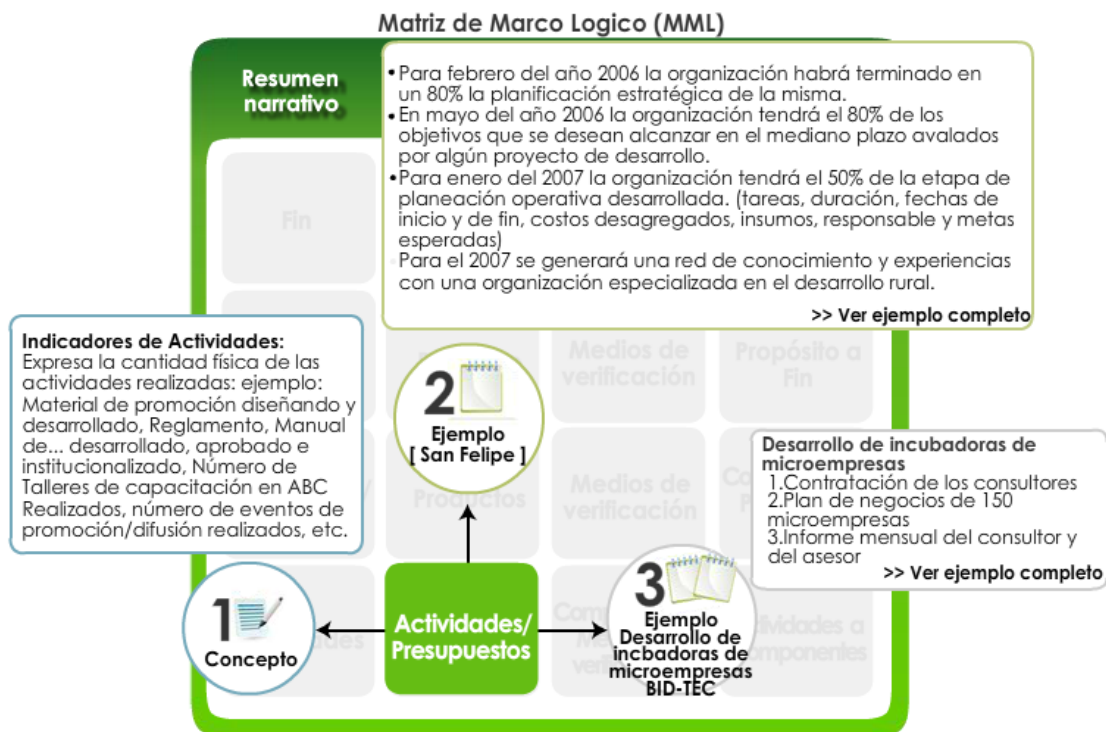 Matriz de Marco Logico (MML)
Resumen
narrativo
•Para febrero del año 2006 la organización habrá terminado en
un 80% la planificación estratégica de la misma.
•En mayo del año 2006 la organización tendrá el 80% de los
objetivos que se desean alcanzar en el mediano plazo avalados
por algún proyecto de desarrollo.
•Para enero del 2007 la organización tendrá el 50% de la etapa de
planeación operativa desarrollada. (tareas, duración, fechas de
inicio y de fin, costos desagregados, insumos, responsable y metas
esperadas)
Para el 2007 se generará una red de conocimiento y experiencias
con una organización especializada en el desarrollo rural.
>> Ver ejemplo completo
Fin
Indicadores de Actividades:
Expresa la cantidad física de las
actividades realizadas: ejemplo:
Material de promoción diseñando y
desarrollado, Reglamento, Manual
de... desarrollado, aprobado e
institucionalizado, Número de
Talleres de capacitación en ABC
Realizados, número de eventos de
promoción/difusión realizados, etc.
2
Ejemplo
[ San Felipe ]
Medios de
verificación
Propósito a
Fin
Productos
Medios de
verificación
Desarrollo de incubadoras de
microempresas
1.Contratación de los consultores
2.Plan de negocios de 150
microempresas
3.Informe mensual del consultor y
del asesor
>> Ver ejemplo completo
1
Concepto
Actividades/
Presupuestos
3
Ejemplo
Desarrollo de
incbadoras de
microempresas
BID-TEC